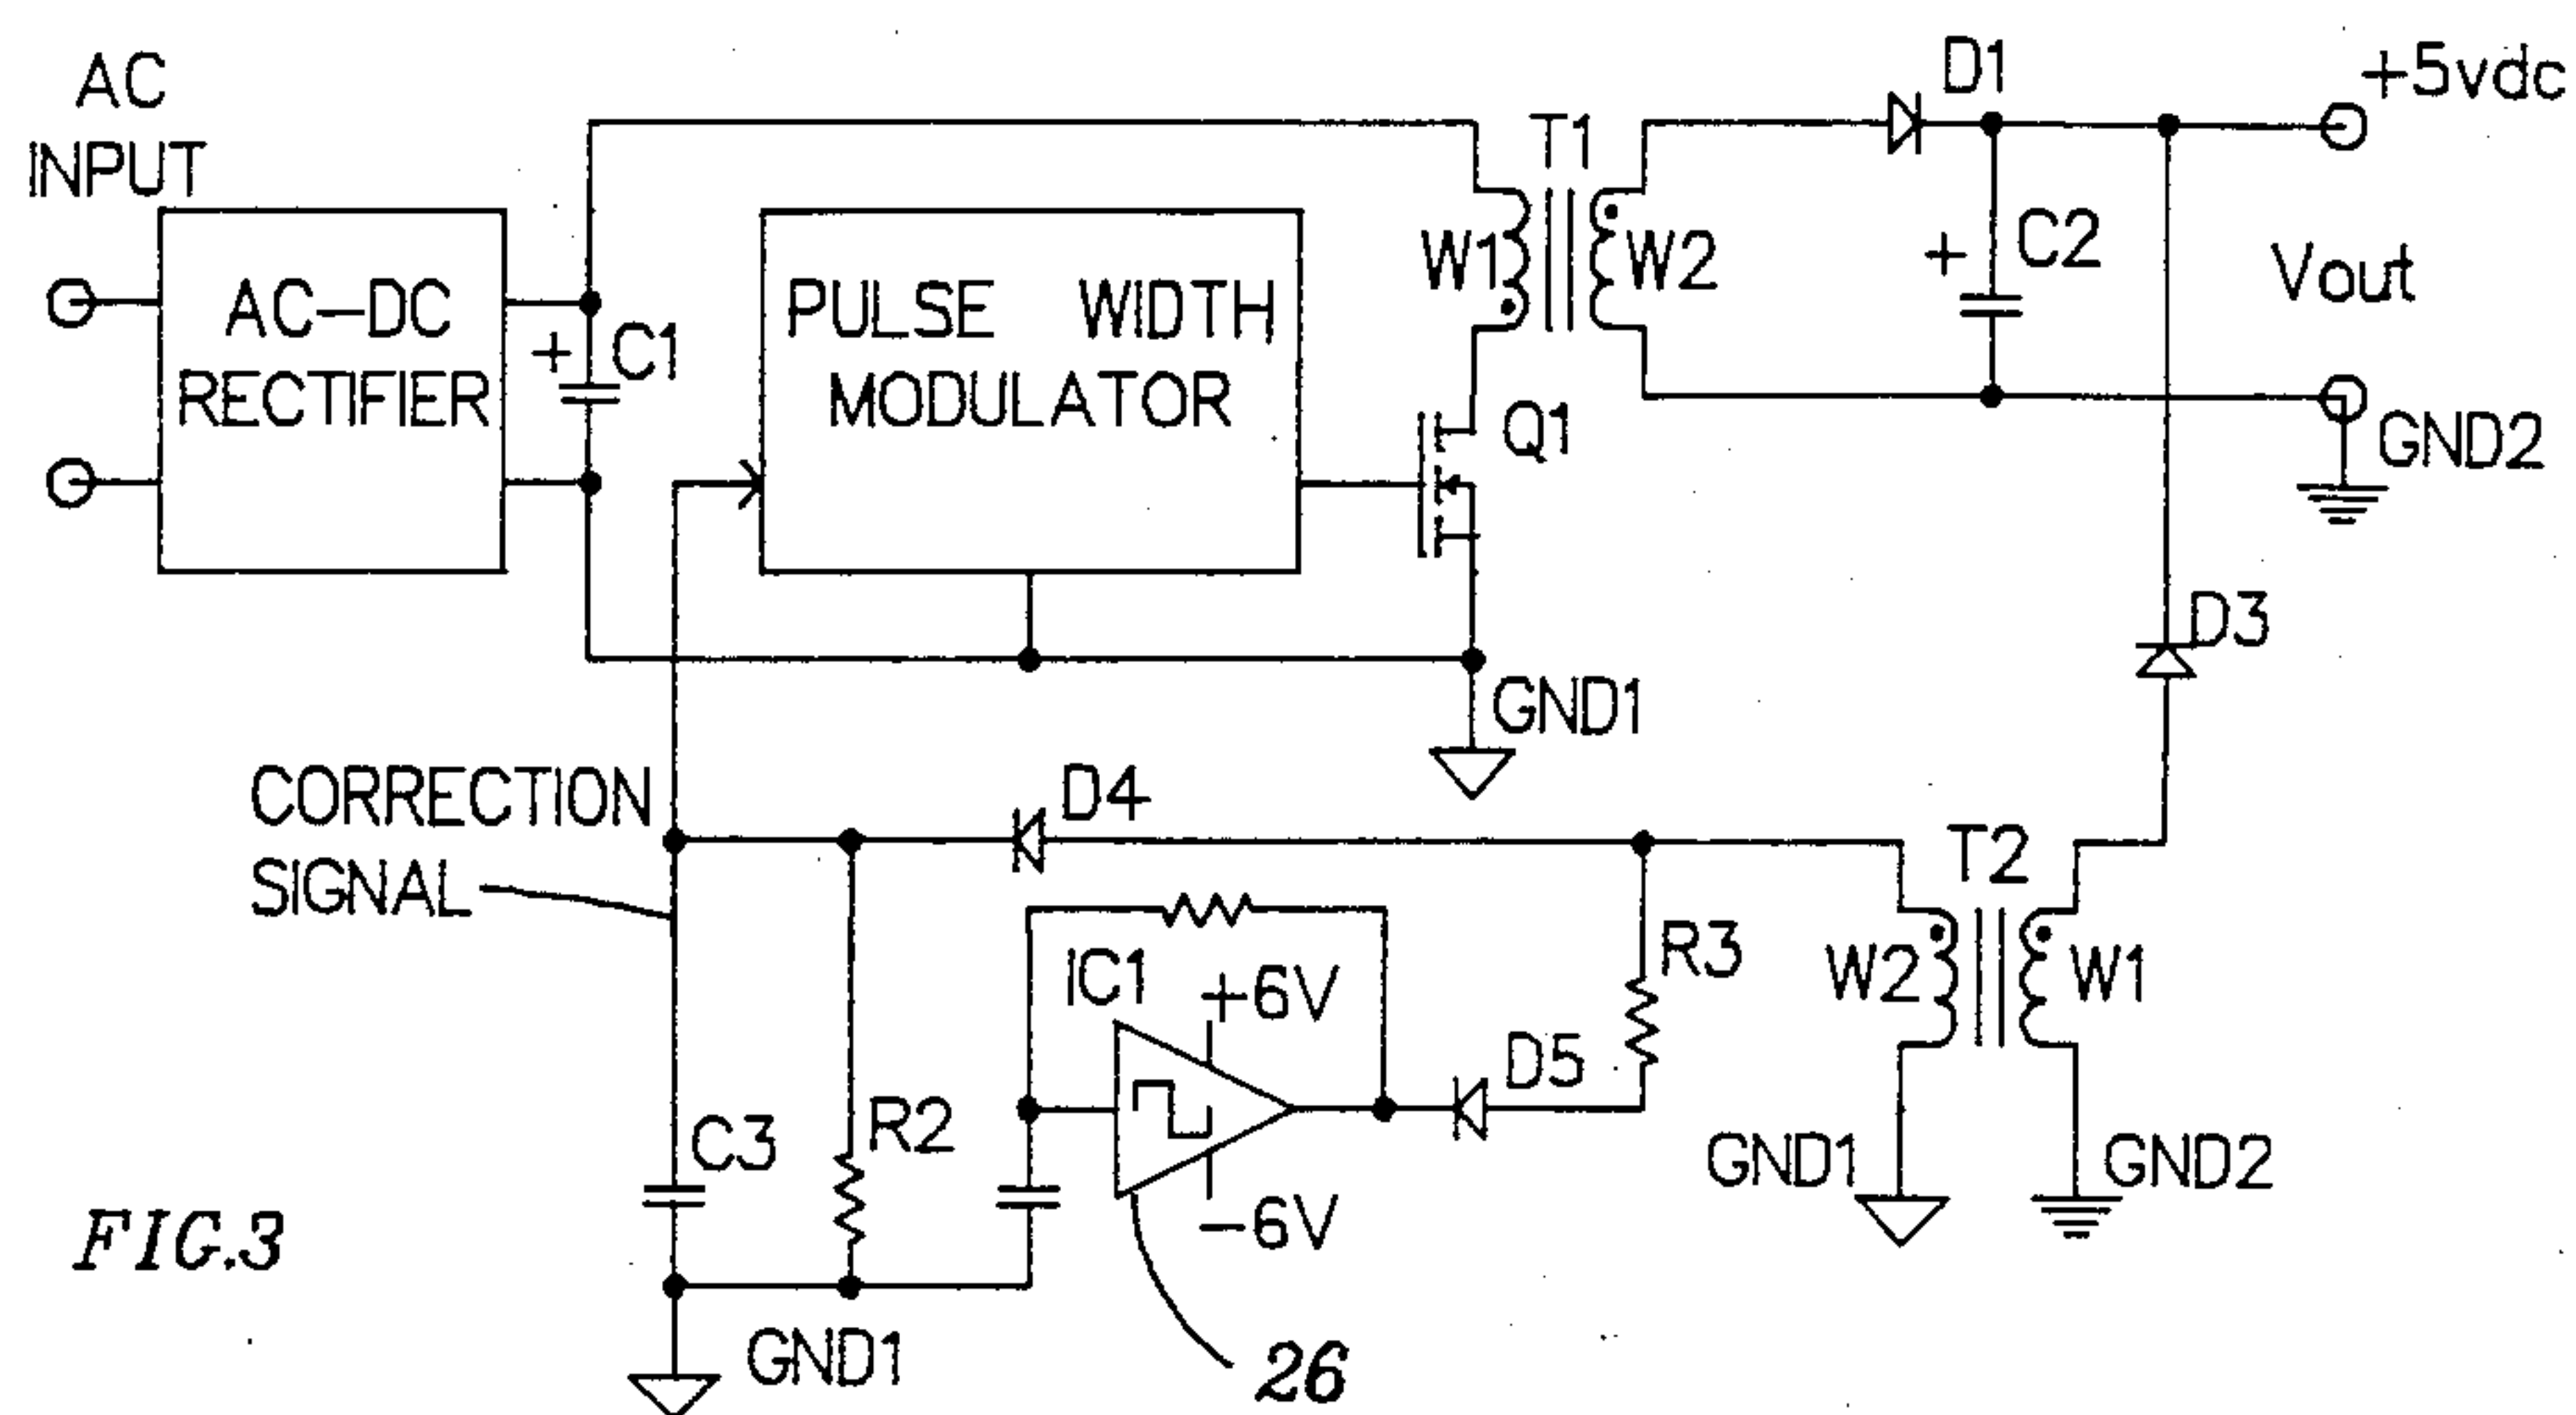 AC
INPUT
AC-DC
RECTIFIER
+
C1
PULSE WIDTH
MODULATOR
T1
W1
W2
Q1
D1
+
C2
+5vdc
Vout
GND2
GND1
D3
CORRECTION
SIGNAL
D4
T2
W2
W1
R3
IC1
+6V
-6V
D5
C3
R2
GND1
GND2
GND1
26
FIG.3